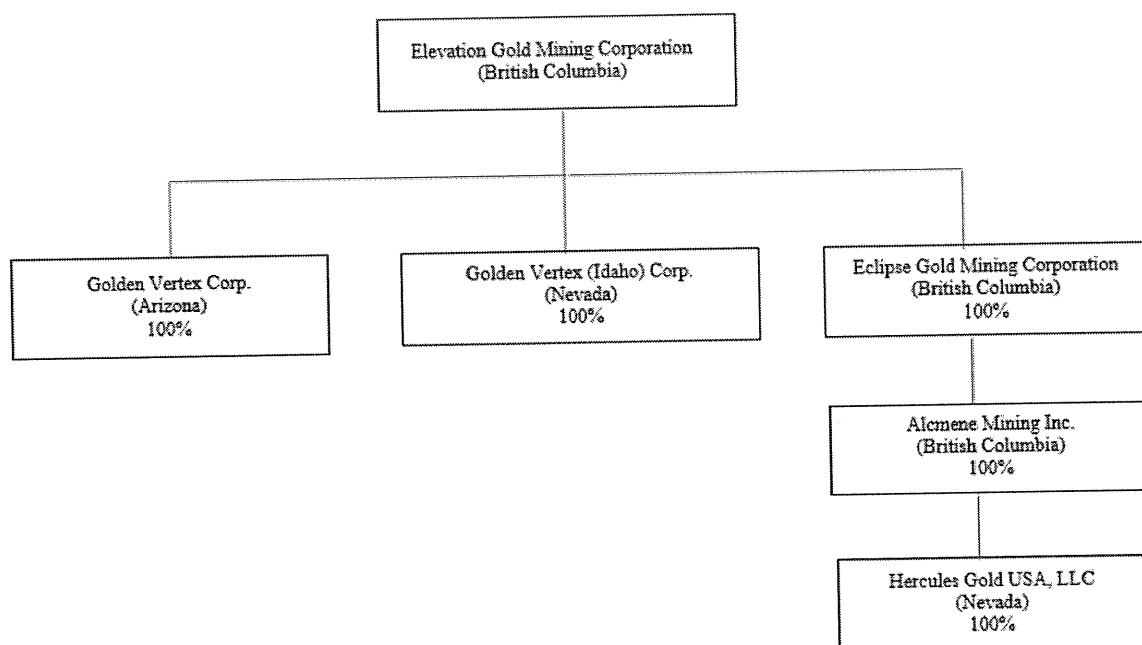 Elevation Gold Mining Corporation
(British Columbia)
Golden Vertex Corp.
(Arizona)
100%
Golden Vertex (Idaho) Corp.
(Nevada)
100%
Eclipse Gold Mining Corporation
(British Columbia)
100%
Alcmene Mining Inc.
(British Columbia)
100%
Hercules Gold USA, LLC
(Nevada)
100%